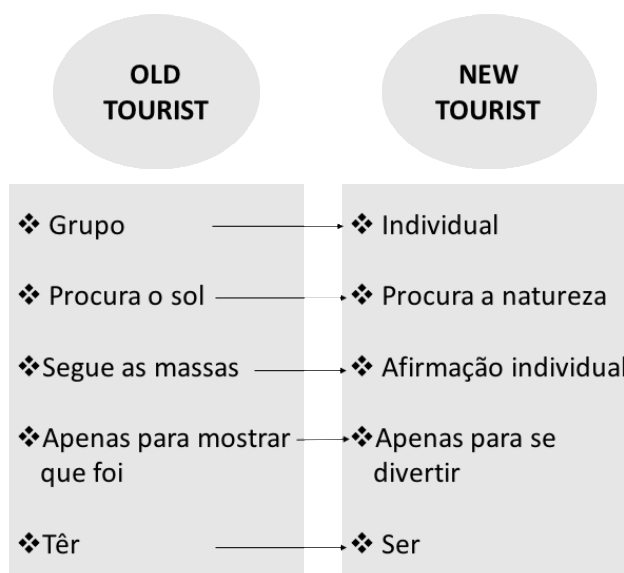 OLD
TOURIST
NEW
TOURIST
❖ Grupo
❖ Individual
❖ Procura o sol
❖ Procura a natureza
❖Segue as massas
❖ Afirmação individual
❖Apenas para mostrar
que foi
❖Apenas para se
divertir
❖Têr
❖ Ser